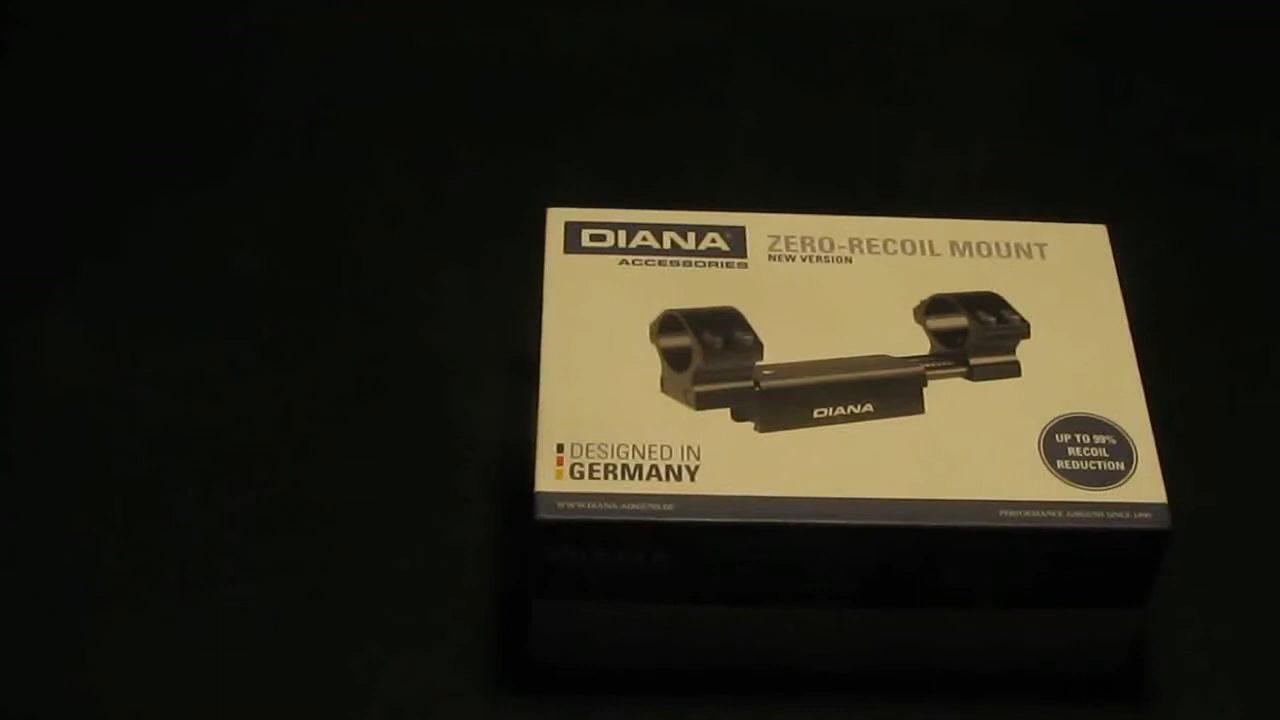 DIANA
ACCESSORIES
ZERO-RECOIL MOUNT
NEW VERSION
DIANA
DESIGNED IN
GERMANY
UP TO 99%
RECOIL
REDUCTION
WWW.DIANA-AIRGUNS.DE
PERFORMANCE AIRGUNS SINCE 1890